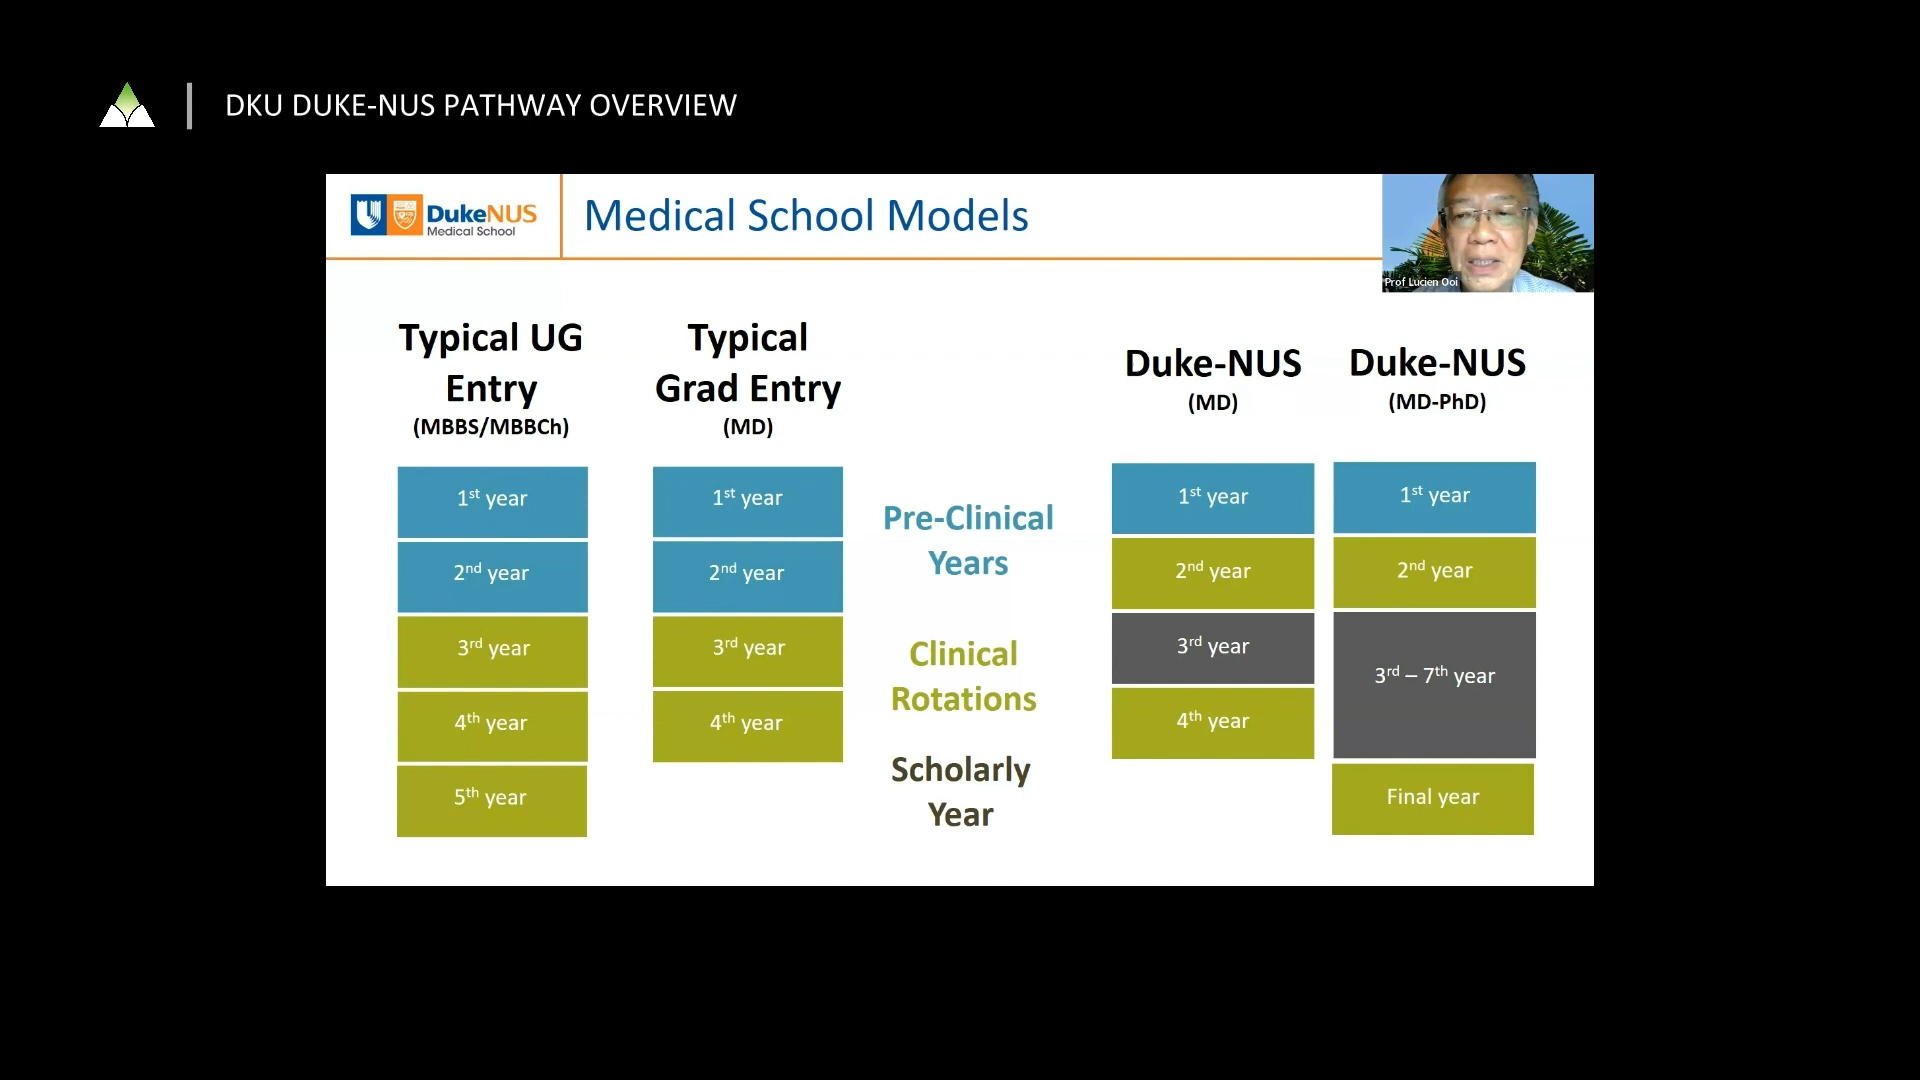 DKU DUKE-NUS PATHWAY OVERVIEW
DukeNUS
Medical School
Medical School Models
Prof Lucien Ooi
Typical UG
Entry
(MBBS/MBBCh)
1st year
2nd year
3rd year
4th year
5th year
Typical
Grad Entry
(MD)
1st year
2nd year
3rd year
4th year
Pre-Clinical
Years
Clinical
Rotations
Scholarly
Year
Duke-NUS
(MD)
1st year
2nd year
3rd year
4th year
Duke-NUS
(MD-PhD)
1st year
2nd year
3rd – 7th year
Final year